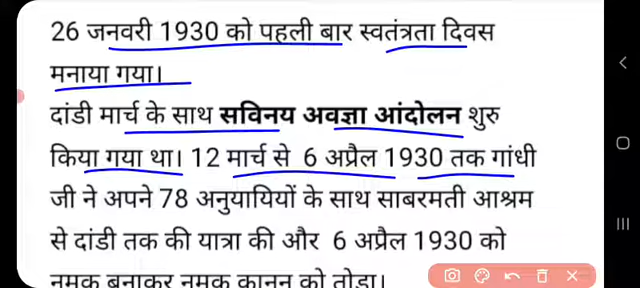 26 जनवरी 1930 को पहली बार स्वतंत्रता दिवस
मनाया गया।
दांडी मार्च के साथ सविनय अवज्ञा आंदोलन शुरु
किया गया था। 12 मार्च से 6 अप्रैल 1930 तक गांधी
जी ने अपने 78 अनुयायियों के साथ साबरमती आश्रम
से दांडी तक की यात्रा की और 6 अप्रैल 1930 को
नमक बनाकर नमक कानून को तोड़ा।